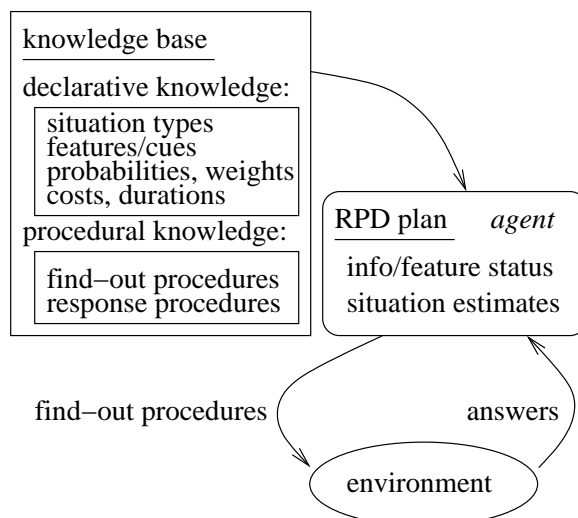 knowledge base
declarative knowledge:
situation types
features/cues
probabilities, weights
costs, durations
procedural knowledge:
find−out procedures
response procedures
RPD plan agent
info/feature status
situation estimates
find−out procedures
answers
environment